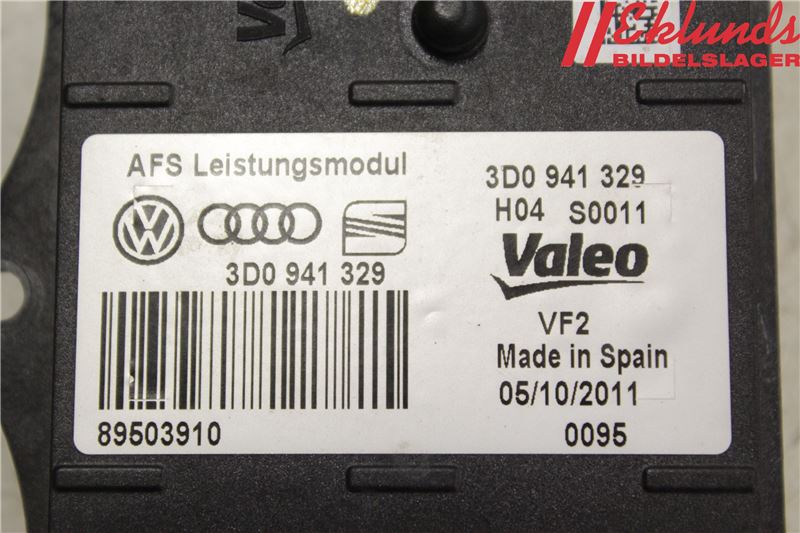 Valeo
Eklunds
BILDELSLAGER
AFS Leistungsmodul
3D0 941 329
89503910
3D0 941 329
H04 S0011
Valeo
VF2
Made in Spain
05/10/2011
0095